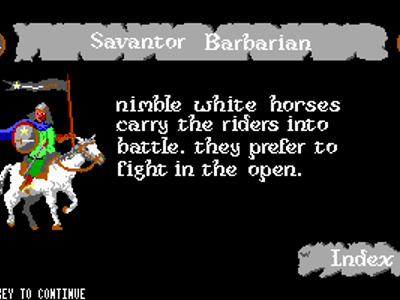 Savantor Barbarian
nimble white horses
carry the riders into
battle. they prefer to
fight in the open.
Index
KEY TO CONTINUE